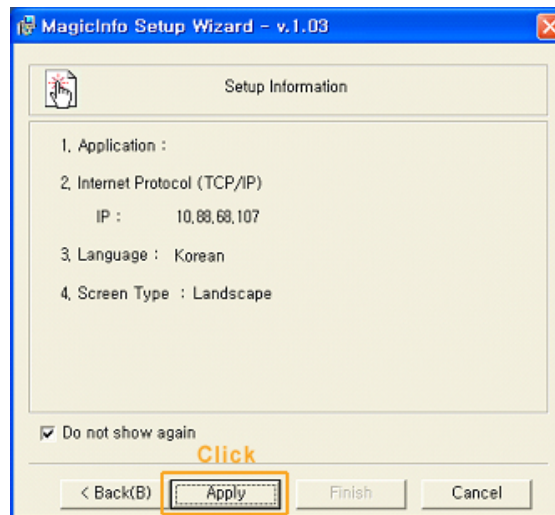 MagicInfo Setup Wizard - v.1.03
Setup Information
1, Application :
2, Internet Protocol (TCP/IP)
IP : 10,88,68,107
3, Language : Korean
4, Screen Type : Landscape
Do not show again
Click
< Back(B) Apply Finish Cancel